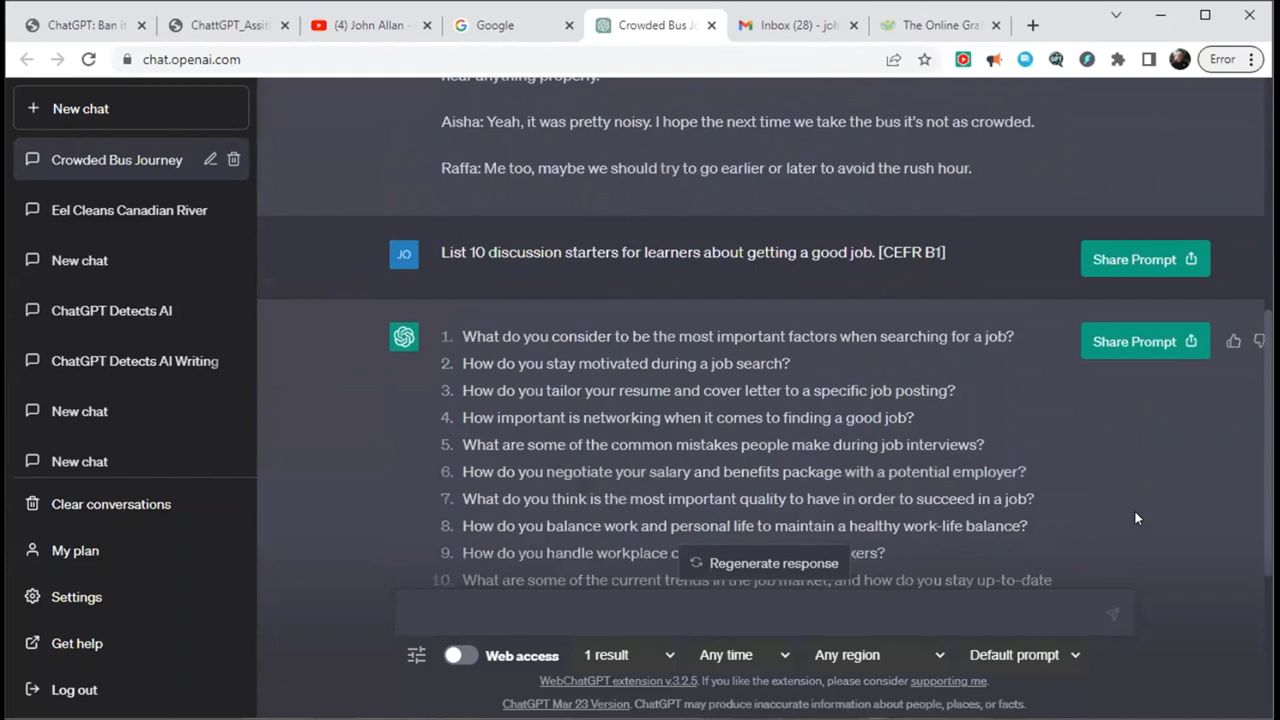 ChatGPT: Ban i
ChattGPT_Assiti
(4) John Allan -
Google
Crowded Bus Jo
Inbox (28) - joh
The Online Gra
chat.openai.com
Error
New chat
Crowded Bus Journey
Eel Cleans Canadian River
New chat
ChatGPT Detects AI
ChatGPT Detects AI Writing
New chat
New chat
Clear conversations
My plan
Settings
Get help
Log out
hear anything properly.
Aisha: Yeah, it was pretty noisy. I hope the next time we take the bus it's not as crowded.
Raffa: Me too, maybe we should try to go earlier or later to avoid the rush hour.
JO
List 10 discussion starters for learners about getting a good job. [CEFR B1]
Share Prompt
1. What do you consider to be the most important factors when searching for a job?
Share Prompt
2. How do you stay motivated during a job search?
3. How do you tailor your resume and cover letter to a specific job posting?
4. How important is networking when it comes to finding a good job?
5. What are some of the common mistakes people make during job interviews?
6. How do you negotiate your salary and benefits package with a potential employer?
7. What do you think is the most important quality to have in order to succeed in a job?
8. How do you balance work and personal life to maintain a healthy work-life balance?
9. How do you handle workplace c kers?
Regenerate response
10. What are some of the current trends in the job market, and how do you stay up-to-date
Web access
1 result
Any time
Any region
Default prompt
WebChatGPT extension v.3.2.5. If you like the extension, please consider supporting me.
ChatGPT Mar 23 Version. ChatGPT may produce inaccurate information about people, places, or facts.